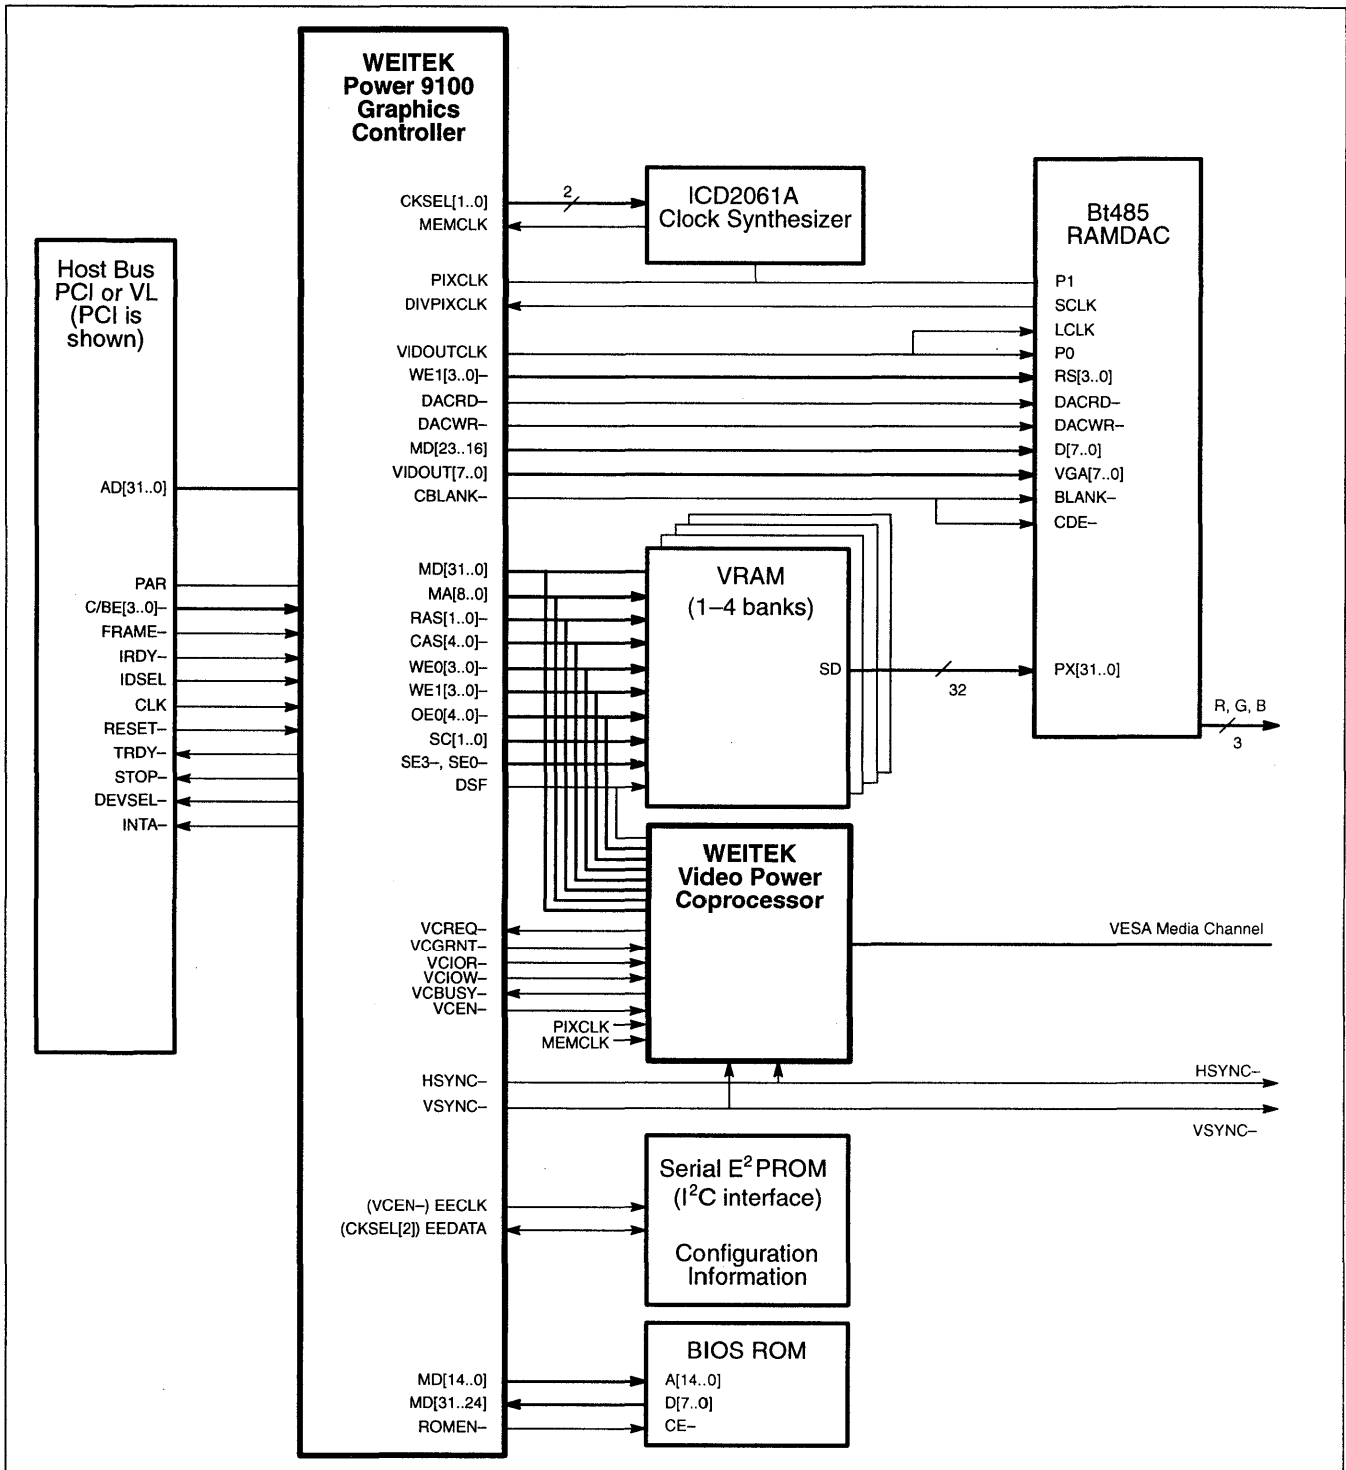 WEITEK
Power 9100
Graphics
Controller
Host Bus
PCI or VL
(PCI is
shown)
AD[31..0]
PAR
C/BE[3..0]–
FRAME–
IRDY–
IDSEL
CLK
RESET–
TRDY–
STOP–
DEVSEL–
INTA–
CKSEL[1..0]
MEMCLK
PIXCLK
DIVPIXCLK
VIDOUTCLK
WE1[3..0]–
DACRD–
DACWR–
MD[23..16]
VIDOUT[7..0]
CBLANK–
MD[31..0]
MA[8..0]
RAS[1..0]–
CAS[4..0]–
WE0[3..0]–
WE1[3..0]–
OE0[4..0]–
SC[1..0]
SE3–, SE0–
DSF
VCREQ–
VCGRNT–
VCIOR–
VCIOW–
VCBUSY–
VCEN–
HSYNC–
VSYNC–
(VCEN–) EECLK
(CKSEL[2]) EEDATA
MD[14..0]
MD[31..24]
ROMEN–
2
ICD2061A
Clock Synthesizer
VRAM
(1–4 banks)
SD
32
WEITEK
Video Power
Coprocessor
PIXCLK
MEMCLK
Serial E²PROM
(I²C interface)
Configuration
Information
BIOS ROM
A[14..0]
D[7..0]
CE–
Bt485
RAMDAC
P1
SCLK
LCLK
P0
RS[3..0]
DACRD–
DACWR–
D[7..0]
VGA[7..0]
BLANK–
CDE–
PX[31..0]
R, G, B
3
VESA Media Channel
HSYNC–
VSYNC–